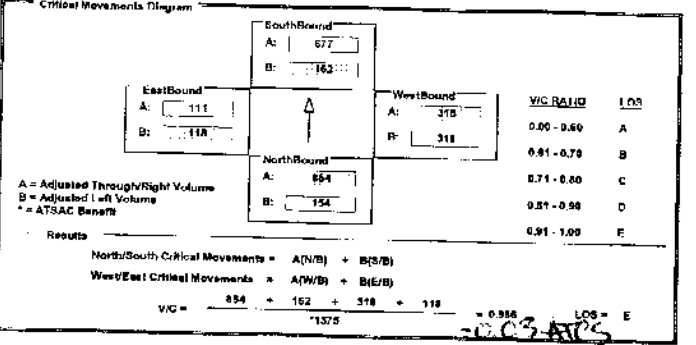 Critical Movements Diagram
SouthBound
A: 677
B: 162
EastBound
A: 111
B: 118
WestBound
A: 318
B: 318
NorthBound
A: 854
B: 154
V/C RATIO LOS
0.00 - 0.60 A
0.61 - 0.70 B
0.71 - 0.80 C
0.81 - 0.90 D
0.91 - 1.00 E
A = Adjusted Through/Right Volume
B = Adjusted Left Volume
* = ATSAC Benefit
Results
North/South Critical Movements = A(N/B) + B(S/B)
West/East Critical Movements = A(W/B) + B(E/B)
V/C = 854 + 162 + 318 + 118 = 0.986 LOS = E
*1375
-0.03 ATCS